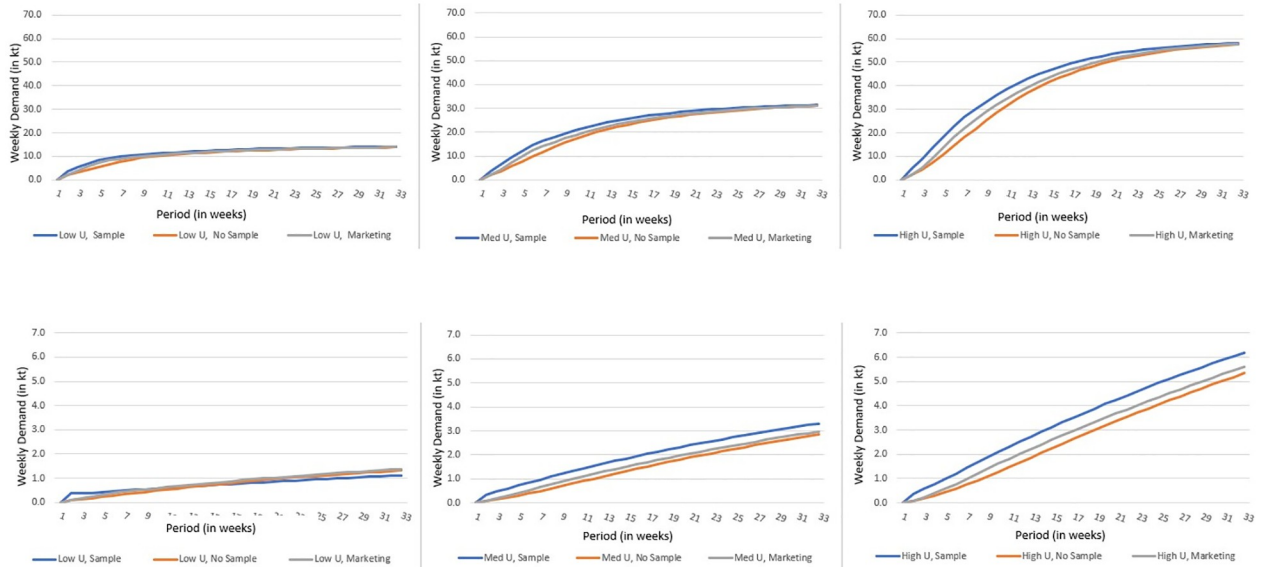 70.0
60.0
50.0
40.0
30.0
20.0
10.0
0.0
Weekly Demand (in kt)
1 3 5 7 9 11 13 15 17 19 21 23 25 27 29 31 33
Period (in weeks)
Low U, Sample Low U, No Sample Low U, Marketing
70.0
60.0
50.0
40.0
30.0
20.0
10.0
0.0
Weekly Demand (in kt)
1 3 5 7 9 11 13 15 17 19 21 23 25 27 29 31 33
Period (in weeks)
Med U, Sample Med U, No Sample Med U, Marketing
70.0
60.0
50.0
40.0
30.0
20.0
10.0
0.0
Weekly Demand (in kt)
1 3 5 7 9 11 13 15 17 19 21 23 25 27 29 31 33
Period (in weeks)
High U, Sample High U, No Sample High U, Marketing
7.0
6.0
5.0
4.0
3.0
2.0
1.0
0.0
Weekly Demand (in kt)
1 3 5 7 9 15 27 29 31 33
Period (in weeks)
Low U, Sample Low U, No Sample Low U, Marketing
7.0
6.0
5.0
4.0
3.0
2.0
1.0
0.0
Weekly Demand (in kt)
1 3 5 7 9 11 13 15 17 19 21 23 25 27 29 31 33
Period (in weeks)
Med U, Sample Med U, No Sample Med U, Marketing
7.0
6.0
5.0
4.0
3.0
2.0
1.0
0.0
Weekly Demand (in kt)
1 3 5 7 9 11 13 15 17 19 21 23 25 27 29 31 33
Period (in weeks)
High U, Sample High U, No Sample High U, Marketing